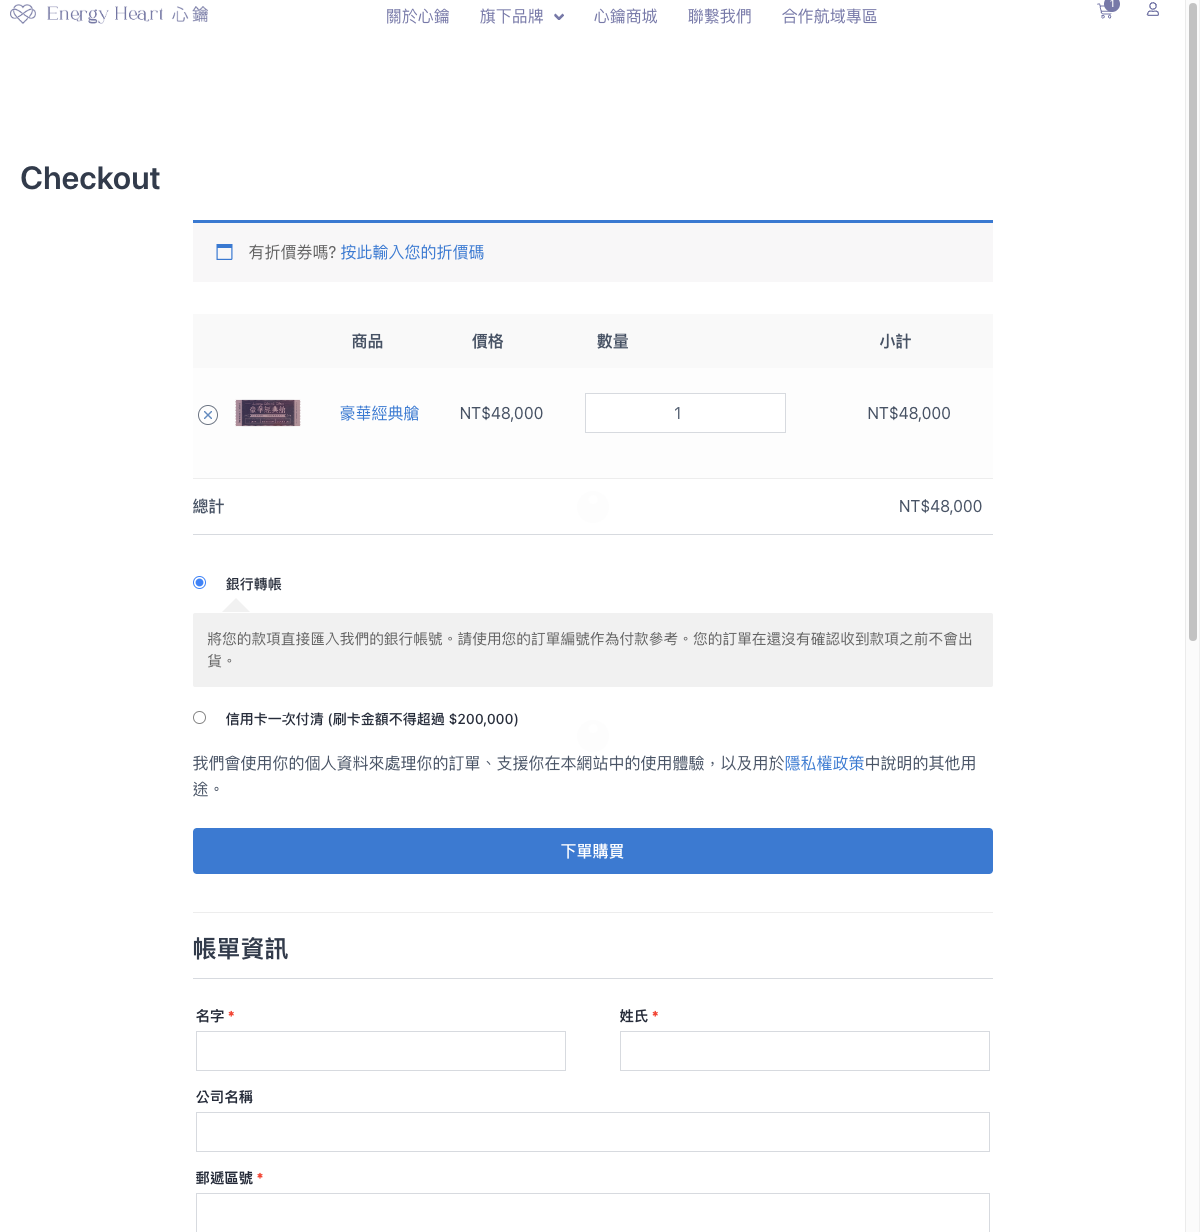 Energy Heart 心鑰
關於心鑰 旗下品牌 心鑰商城 聯繫我們 合作航域專區
1
Checkout
有折價券嗎? 按此輸入您的折價碼
商品 價格 數量 小計
豪華經典艙
豪華經典艙 NT$48,000 1 NT$48,000
總計 NT$48,000
銀行轉帳
將您的款項直接匯入我們的銀行帳號。請使用您的訂單編號作為付款參考。您的訂單在還沒有確認收到款項之前不會出
貨。
信用卡一次付清 (刷卡金額不得超過 $200,000)
我們會使用你的個人資料來處理你的訂單、支援你在本網站中的使用體驗，以及用於隱私權政策中說明的其他用
途。
下單購買
帳單資訊
名字 * 姓氏 *
公司名稱
郵遞區號 *